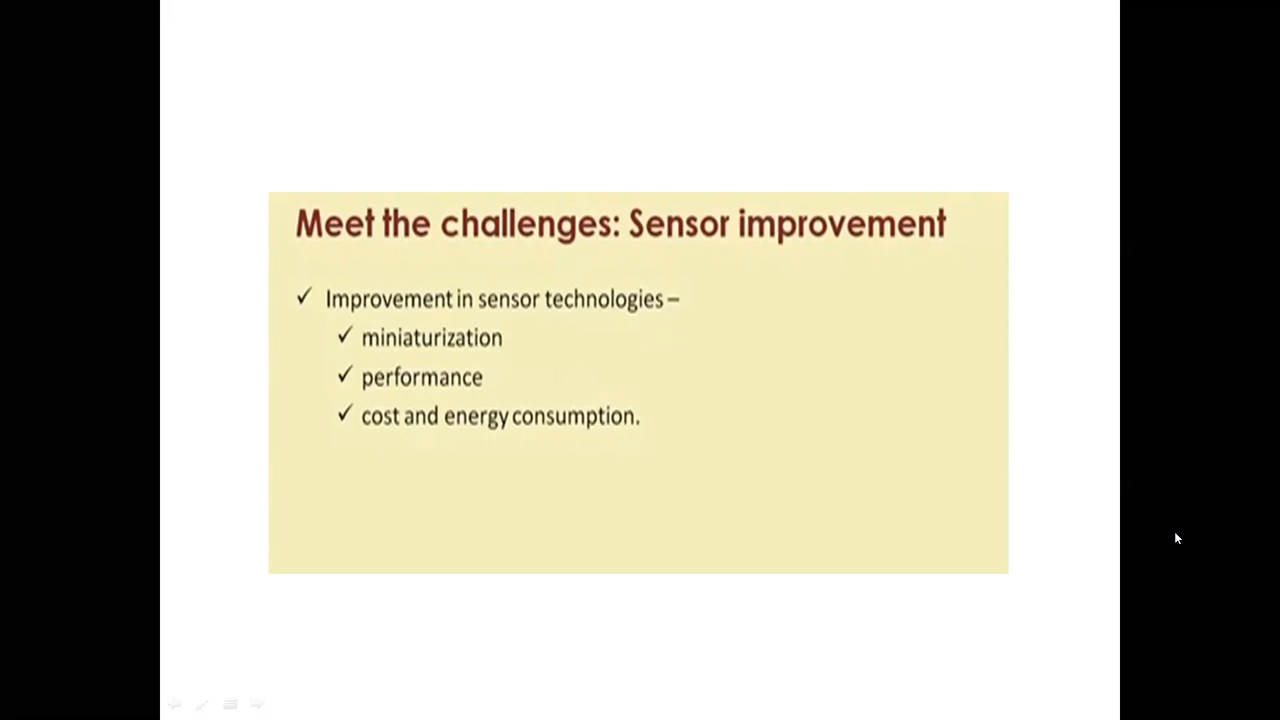 Meet the challenges: Sensor improvement
✓ Improvement in sensor technologies –
✓ miniaturization
✓ performance
✓ cost and energy consumption.